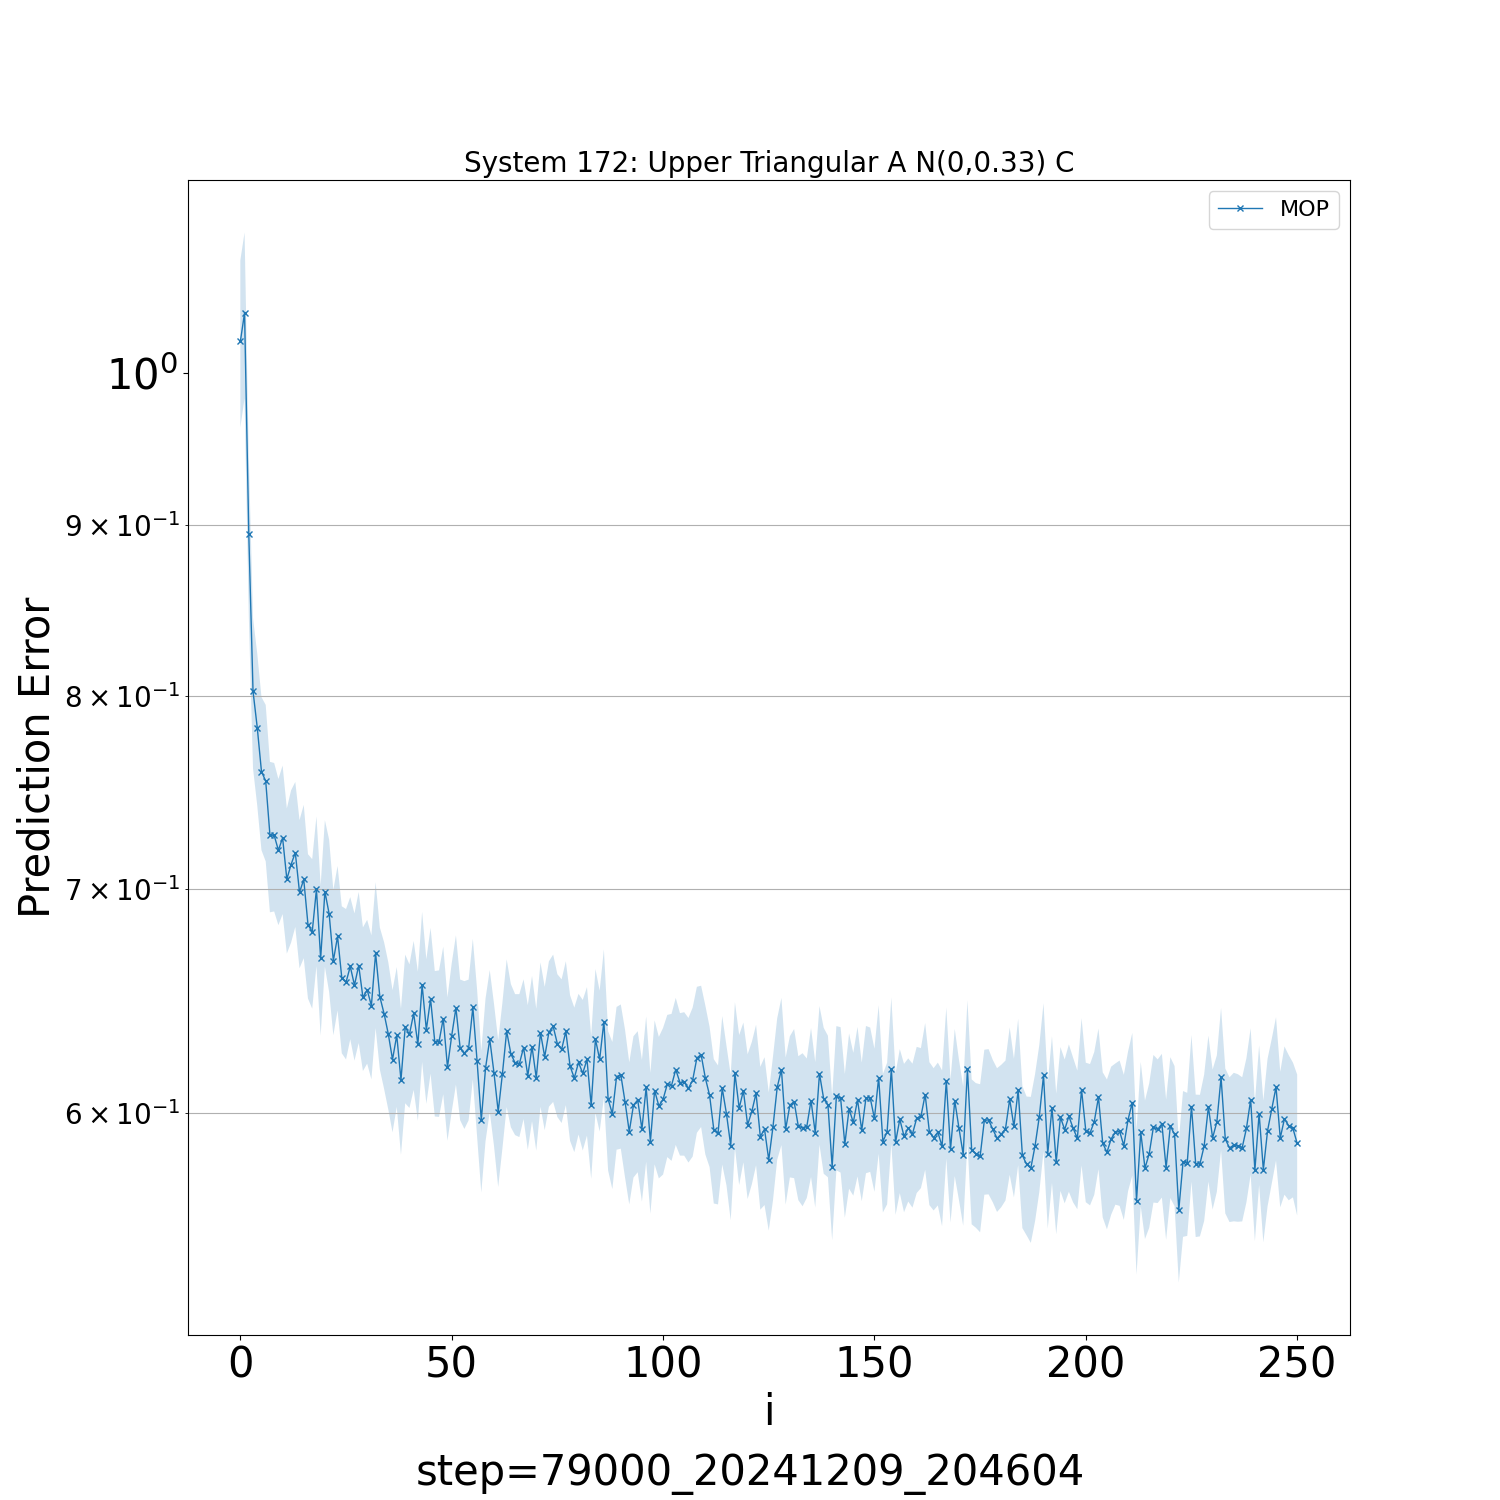 System 172: Upper Triangular A N(0,0.33) C
MOP
10⁰
9 × 10⁻¹
8 × 10⁻¹
7 × 10⁻¹
6 × 10⁻¹
Prediction Error
0 50 100 150 200 250
i
step=79000_20241209_204604